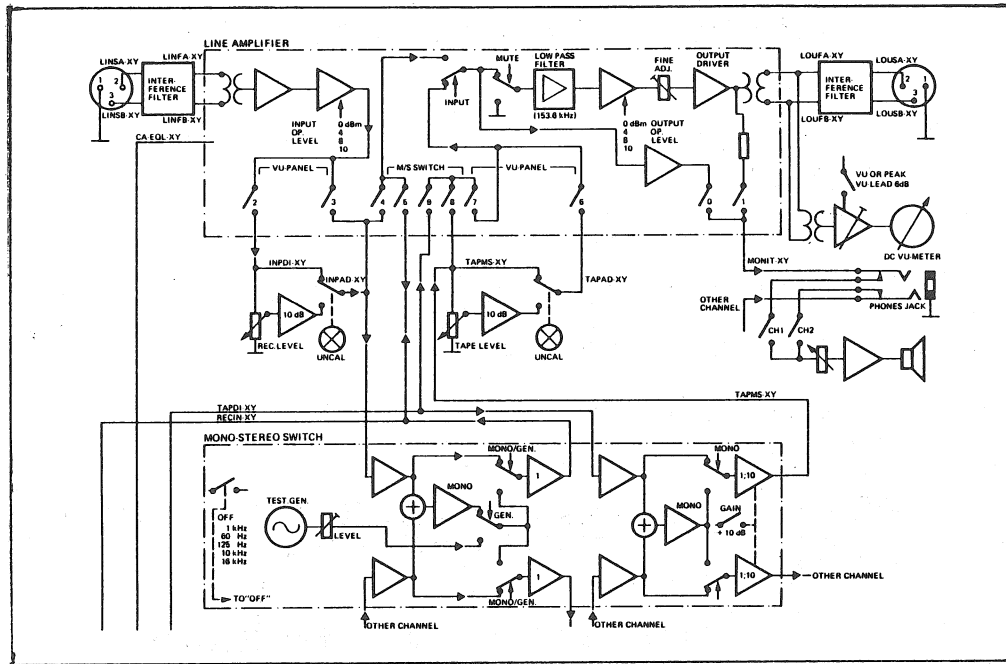 LINE AMPLIFIER
LINSA-XY
LINFA-XY
1
2
3
INTER-
FERENCE
FILTER
LINSB-XY
LINFB-XY
CA-EQL-XY
INPUT
OP.
LEVEL
0 dBm
4
8
10
MUTE
INPUT
LOW PASS
FILTER
(153.6 kHz)
FINE
ADJ.
OUTPUT
DRIVER
0 dBm
4
8
10
OUTPUT
OP.
LEVEL
LOUFA-XY
LOUSA-XY
INTER-
FERENCE
FILTER
2
1
3
LOUFB-XY
LOUSB-XY
VU-PANEL
M/S SWITCH
VU-PANEL
2
3
4
5
7
6
0
1
VU OR PEAK
VU-LEAD 6dB
DC VU-METER
INPDI-XY
INPAD-XY
TAPMS-XY
TAPAD-XY
MONIT-XY
10 dB
REC. LEVEL
UNCAL
10 dB
TAPE LEVEL
UNCAL
OTHER
CHANNEL
PHONES JACK
CH1
CH2
TAPDI-XY
RECIN-XY
TAPMS-XY
MONO-STEREO SWITCH
MONO/GEN.
MONO
1
1;10
TEST GEN.
LEVEL
MONO
GEN.
MONO
GAIN
+ 10 dB
OFF
1 kHz
60 Hz
125 Hz
10 kHz
16 kHz
TO "OFF"
1
MONO/GEN.
1;10
OTHER CHANNEL
OTHER CHANNEL
OTHER CHANNEL